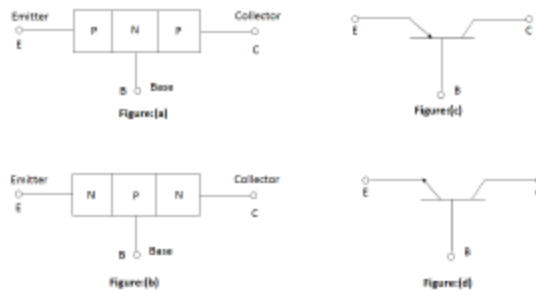 Emitter
Collector
P N P
E
C
B Base
Figure:(a)
E
C
B
Figure:(c)
Emitter
Collector
N P N
E
C
B Base
Figure:(b)
E
B
Figure:(d)